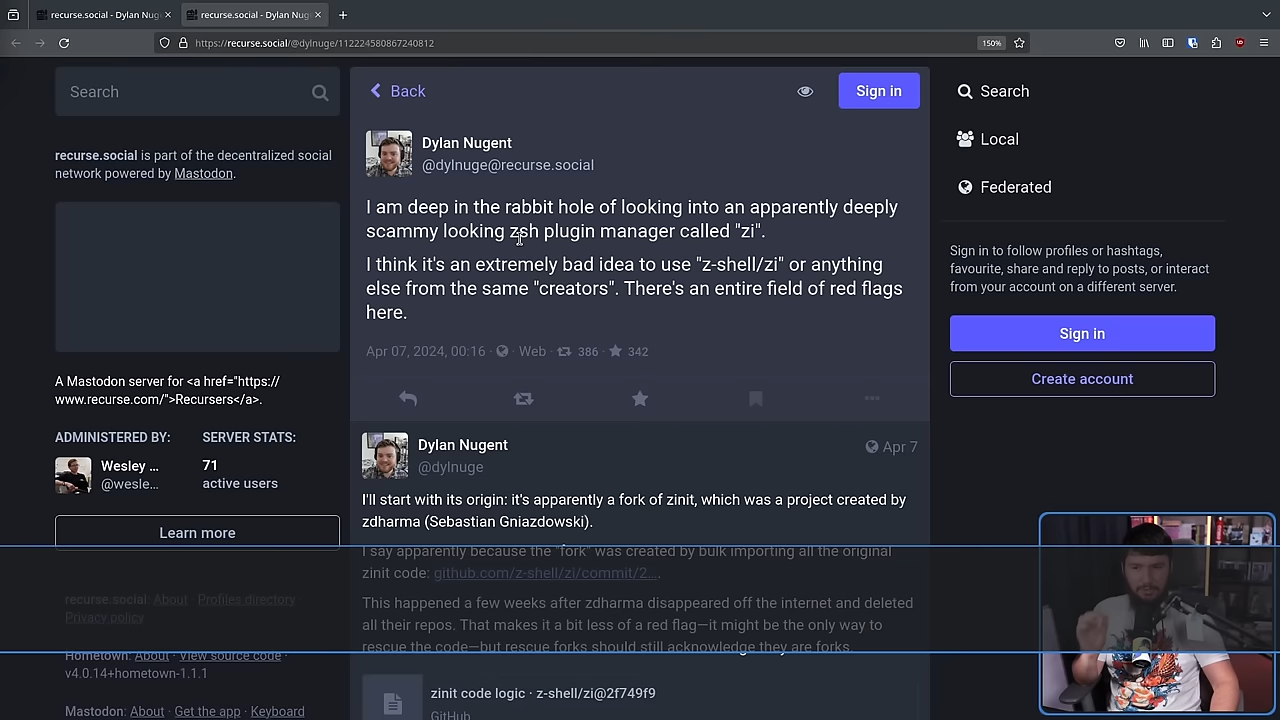 recurse.social - Dylan Nug
recurse.social - Dylan Nug
https://recurse.social/@dylnuge/112224580867240812
150%
Search
recurse.social is part of the decentralized social
network powered by Mastodon.
A Mastodon server for <a href="https://
www.recurse.com/">Recursers</a>.
ADMINISTERED BY:
Wesley ...
@wesle...
SERVER STATS:
71
active users
Learn more
recurse.social: About · Profiles directory
Privacy policy
Hometown: About · View source code ·
v4.0.14+hometown-1.1.1
Mastodon: About · Get the app · Keyboard
Back
Sign in
Dylan Nugent
@dylnuge@recurse.social
I am deep in the rabbit hole of looking into an apparently deeply
scammy looking zsh plugin manager called "zi".
I think it's an extremely bad idea to use "z-shell/zi" or anything
else from the same "creators". There's an entire field of red flags
here.
Apr 07, 2024, 00:16 · Web · 386 · 342
Dylan Nugent
@dylnuge
Apr 7
I'll start with its origin: it's apparently a fork of zinit, which was a project created by
zdharma (Sebastian Gniazdowski).
I say apparently because the "fork" was created by bulk importing all the original
zinit code: github.com/z-shell/zi/commit/2....
This happened a few weeks after zdharma disappeared off the internet and deleted
all their repos. That makes it a bit less of a red flag—it might be the only way to
rescue the code—but rescue forks should still acknowledge they are forks.
zinit code logic · z-shell/zi@2f749f9
GitHub
Search
Local
Federated
Sign in to follow profiles or hashtags,
favourite, share and reply to posts, or interact
from your account on a different server.
Sign in
Create account